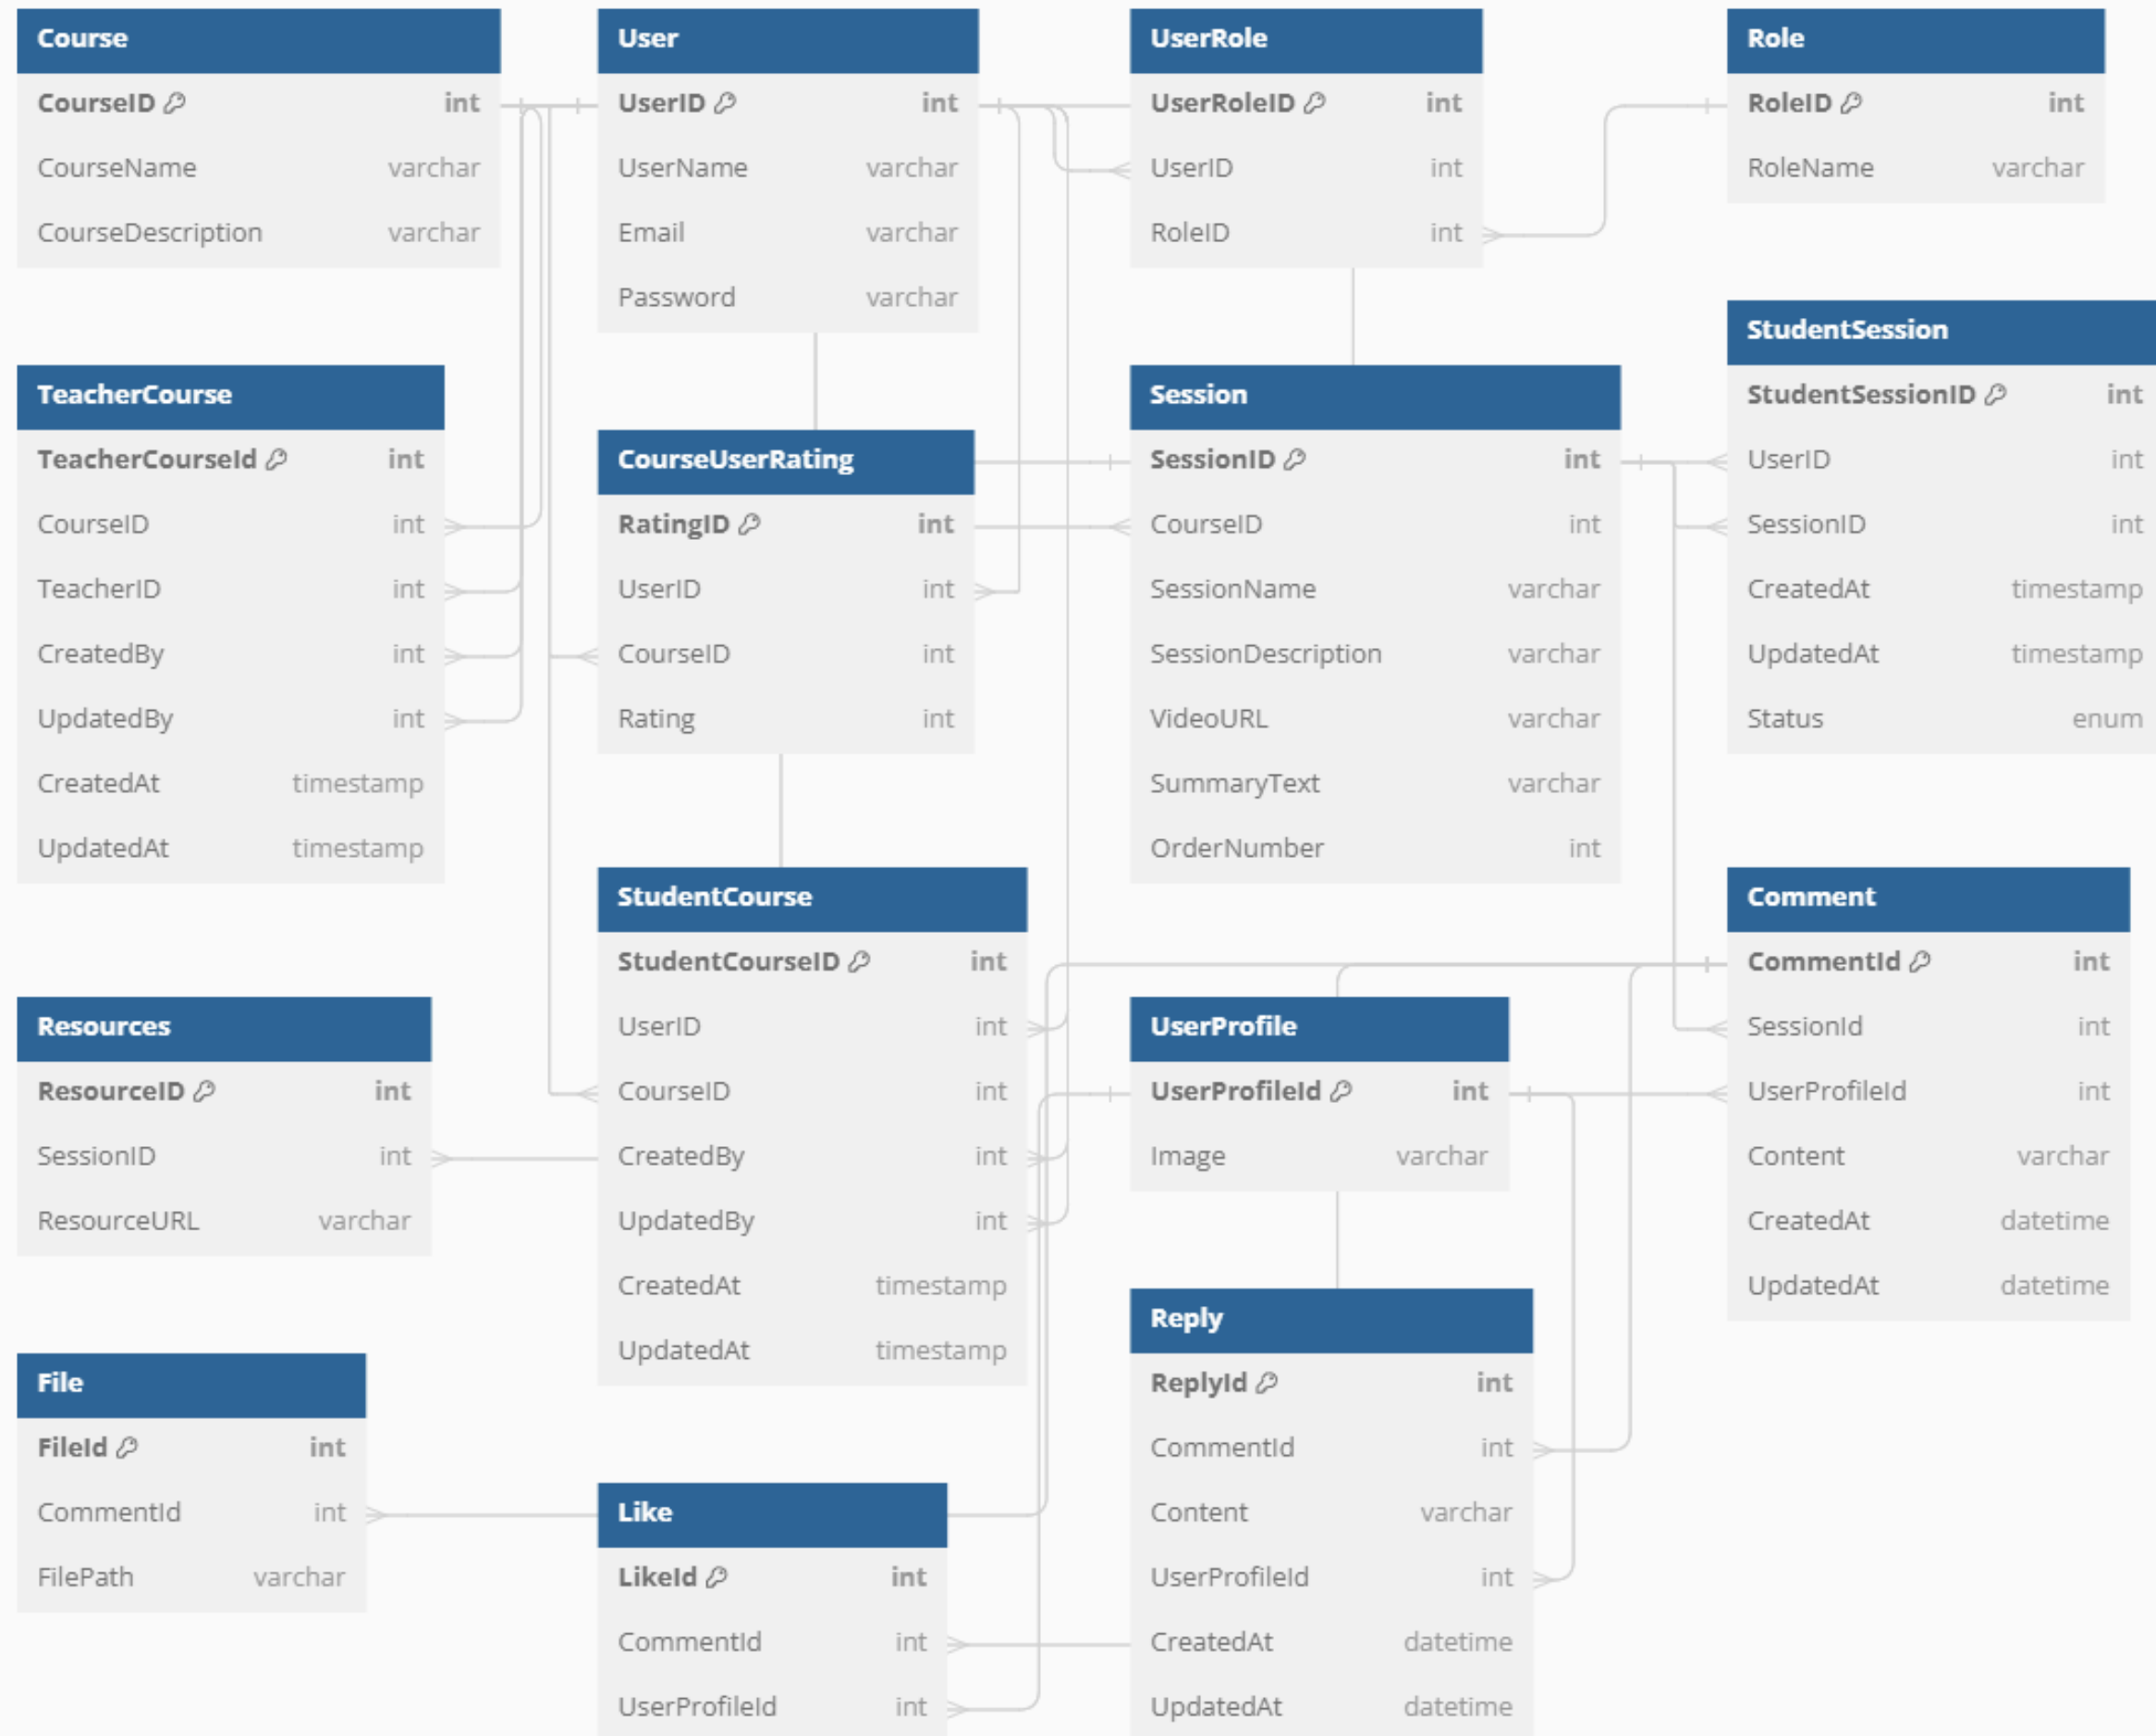 Course
CourseID int
CourseName varchar
CourseDescription varchar
User
UserID int
UserName varchar
Email varchar
Password varchar
UserRole
UserRoleID int
UserID int
RoleID int
Role
RoleID int
RoleName varchar
TeacherCourse
TeacherCourseId int
CourseID int
TeacherID int
CreatedBy int
UpdatedBy int
CreatedAt timestamp
UpdatedAt timestamp
CourseUserRating
RatingID int
UserID int
CourseID int
Rating int
Session
SessionID int
CourseID int
SessionName varchar
SessionDescription varchar
VideoURL varchar
SummaryText varchar
OrderNumber int
StudentSession
StudentSessionID int
UserID int
SessionID int
CreatedAt timestamp
UpdatedAt timestamp
Status enum
Resources
ResourceID int
SessionID int
ResourceURL varchar
StudentCourse
StudentCourseID int
UserID int
CourseID int
CreatedBy int
UpdatedBy int
CreatedAt timestamp
UpdatedAt timestamp
UserProfile
UserProfileId int
Image varchar
Comment
CommentId int
SessionId int
UserProfileId int
Content varchar
CreatedAt datetime
UpdatedAt datetime
File
FileId int
CommentId int
FilePath varchar
Like
LikeId int
CommentId int
UserProfileId int
Reply
ReplyId int
CommentId int
Content varchar
UserProfileId int
CreatedAt datetime
UpdatedAt datetime